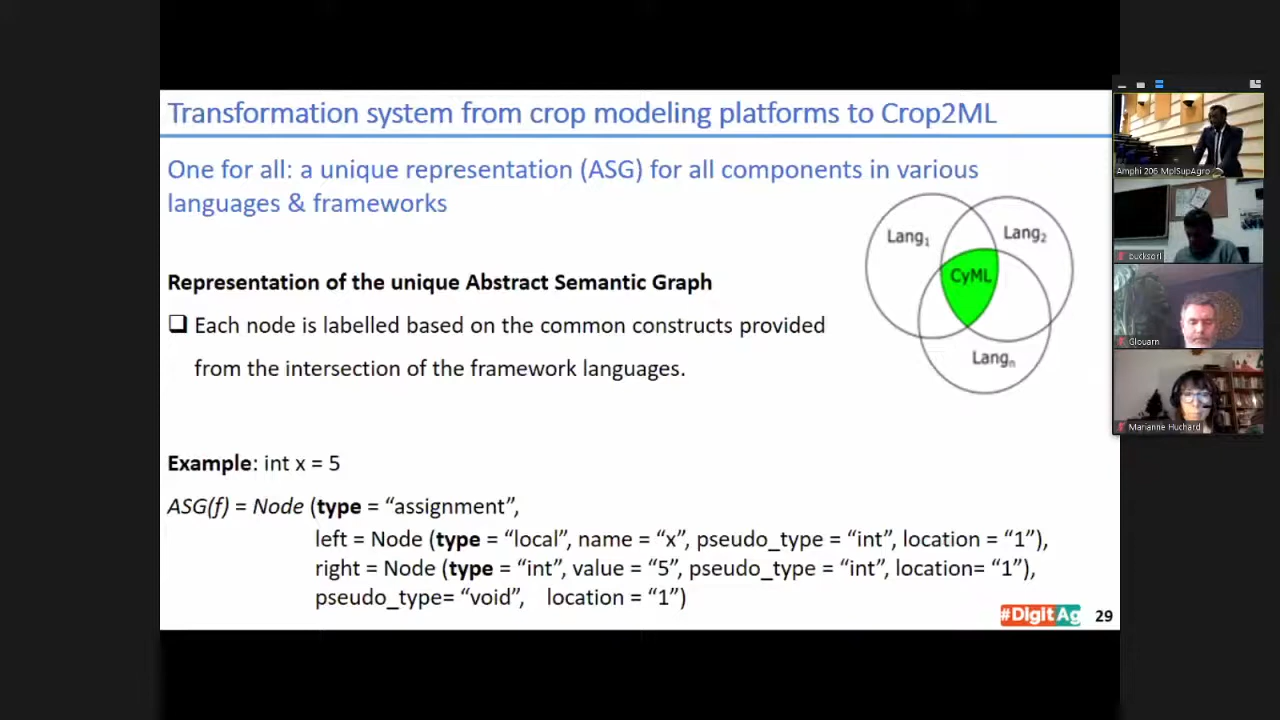 Transformation system from crop modeling platforms to Crop2ML
One for all: a unique representation (ASG) for all components in various
languages & frameworks
Lang1
Lang2
CyML
Langn
Representation of the unique Abstract Semantic Graph
Each node is labelled based on the common constructs provided
from the intersection of the framework languages.
Example: int x = 5
ASG(f) = Node (type = “assignment”,
left = Node (type = “local”, name = “x”, pseudo_type = “int”, location = “1”),
right = Node (type = “int”, value = “5”, pseudo_type = “int”, location= “1”),
pseudo_type= “void”, location = “1”)
#DigitAg
29
Amphi 206 MplSupAgro
pucksorl
Glouarn
Marianne Huchard